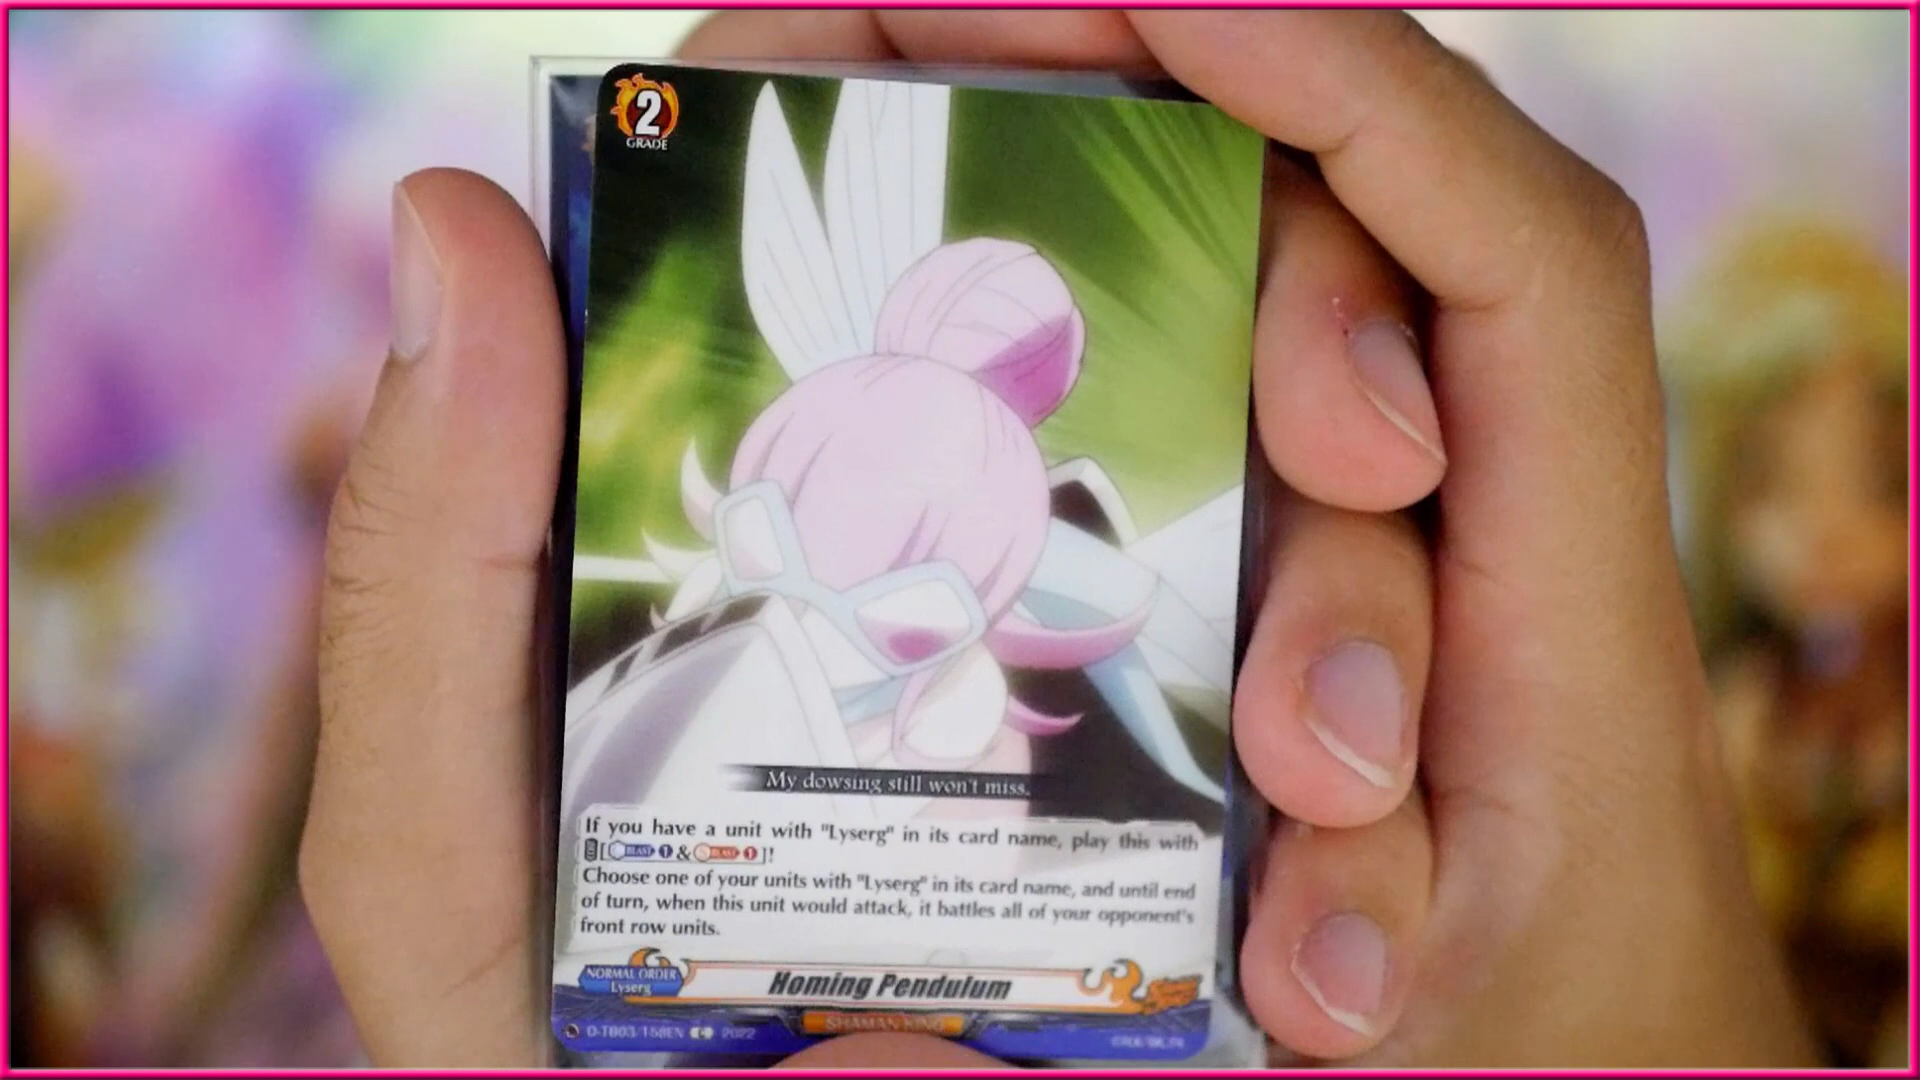 2
GRADE
My dowsing still won't miss.
If you have a unit with "Lyserg" in its card name, play this with
COST [BLAST 1 & BLAST 1]!
Choose one of your units with "Lyserg" in its card name, and until end
of turn, when this unit would attack, it battles all of your opponent's
front row units.
NORMAL ORDER
Lyserg
Homing Pendulum
SHAMAN KING
D-TB03/158EN C 2022